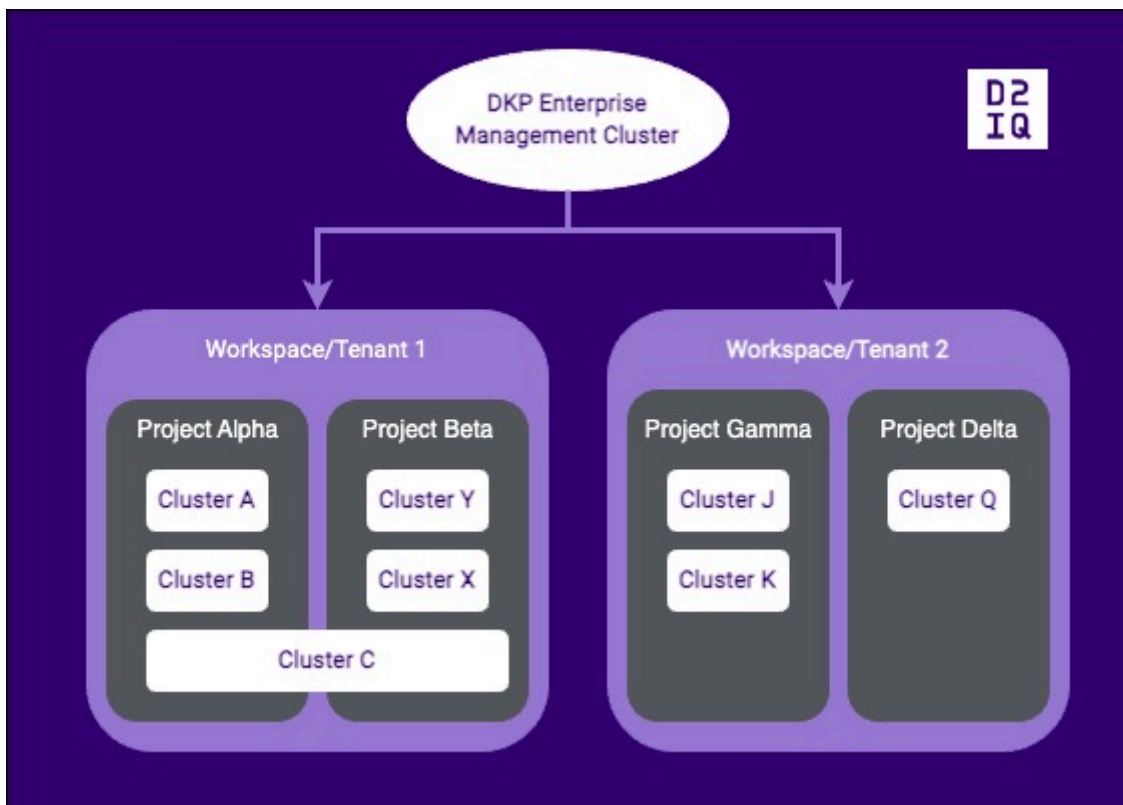 DKP Enterprise
Management Cluster
D2
IQ
Workspace/Tenant 1
Workspace/Tenant 2
Project Alpha
Project Beta
Project Gamma
Project Delta
Cluster A
Cluster Y
Cluster J
Cluster Q
Cluster B
Cluster X
Cluster K
Cluster C